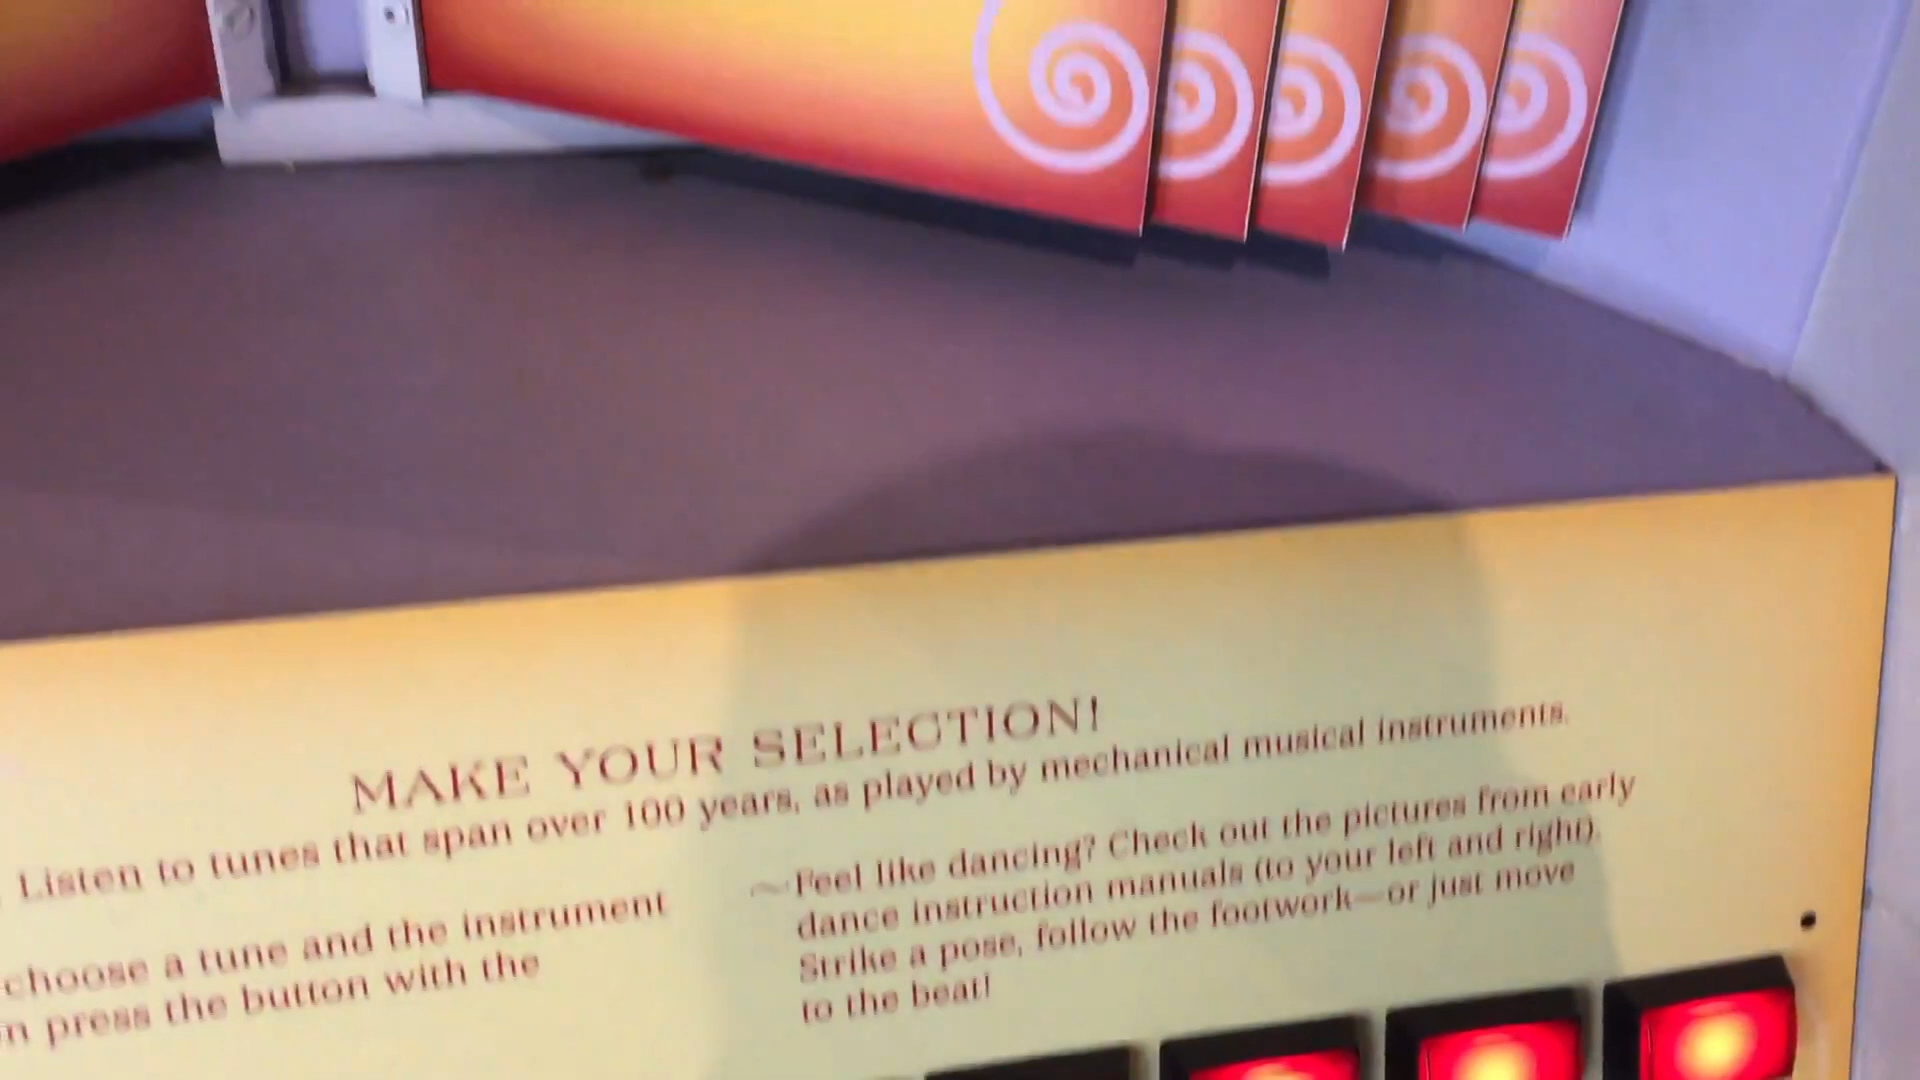 MAKE YOUR SELECTION!
Listen to tunes that span over 100 years, as played by mechanical musical instruments.
choose a tune and the instrument
press the button with the
~Feel like dancing? Check out the pictures from early
dance instruction manuals (to your left and right).
Strike a pose, follow the footwork—or just move
to the beat!